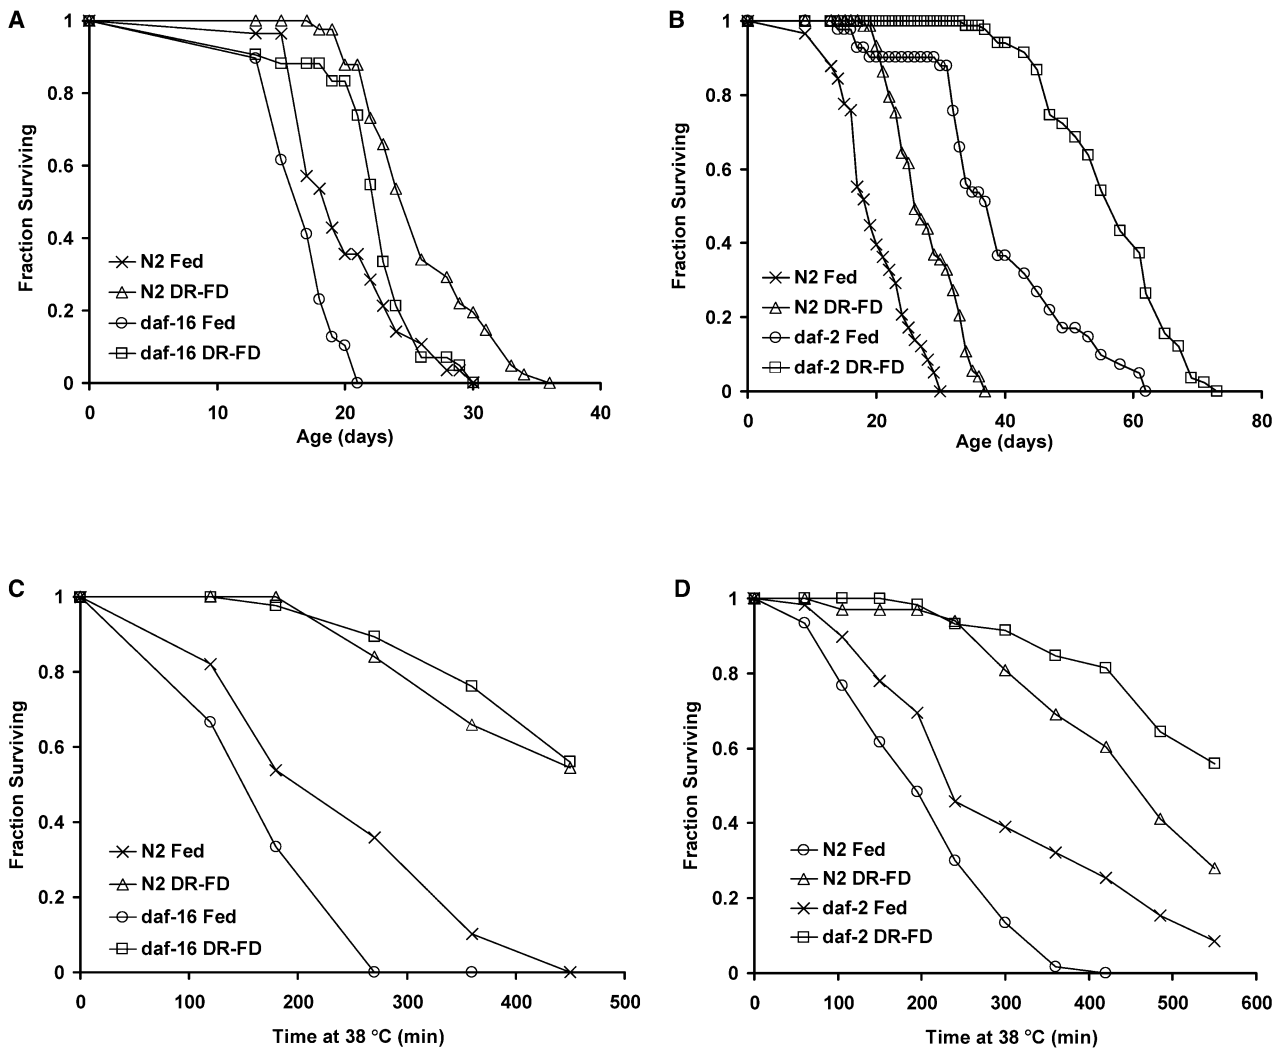 A
1
0.8
0.6
0.4
0.2
0
Fraction Surviving
N2 Fed
N2 DR-FD
daf-16 Fed
daf-16 DR-FD
0 10 20 30 40
Age (days)
B
1
0.8
0.6
0.4
0.2
0
Fraction Surviving
N2 Fed
N2 DR-FD
daf-2 Fed
daf-2 DR-FD
0 20 40 60 80
Age (days)
C
1
0.8
0.6
0.4
0.2
0
Fraction Surviving
N2 Fed
N2 DR-FD
daf-16 Fed
daf-16 DR-FD
0 100 200 300 400 500
Time at 38 °C (min)
D
1
0.8
0.6
0.4
0.2
0
Fraction Surviving
N2 Fed
N2 DR-FD
daf-2 Fed
daf-2 DR-FD
0 100 200 300 400 500 600
Time at 38 °C (min)